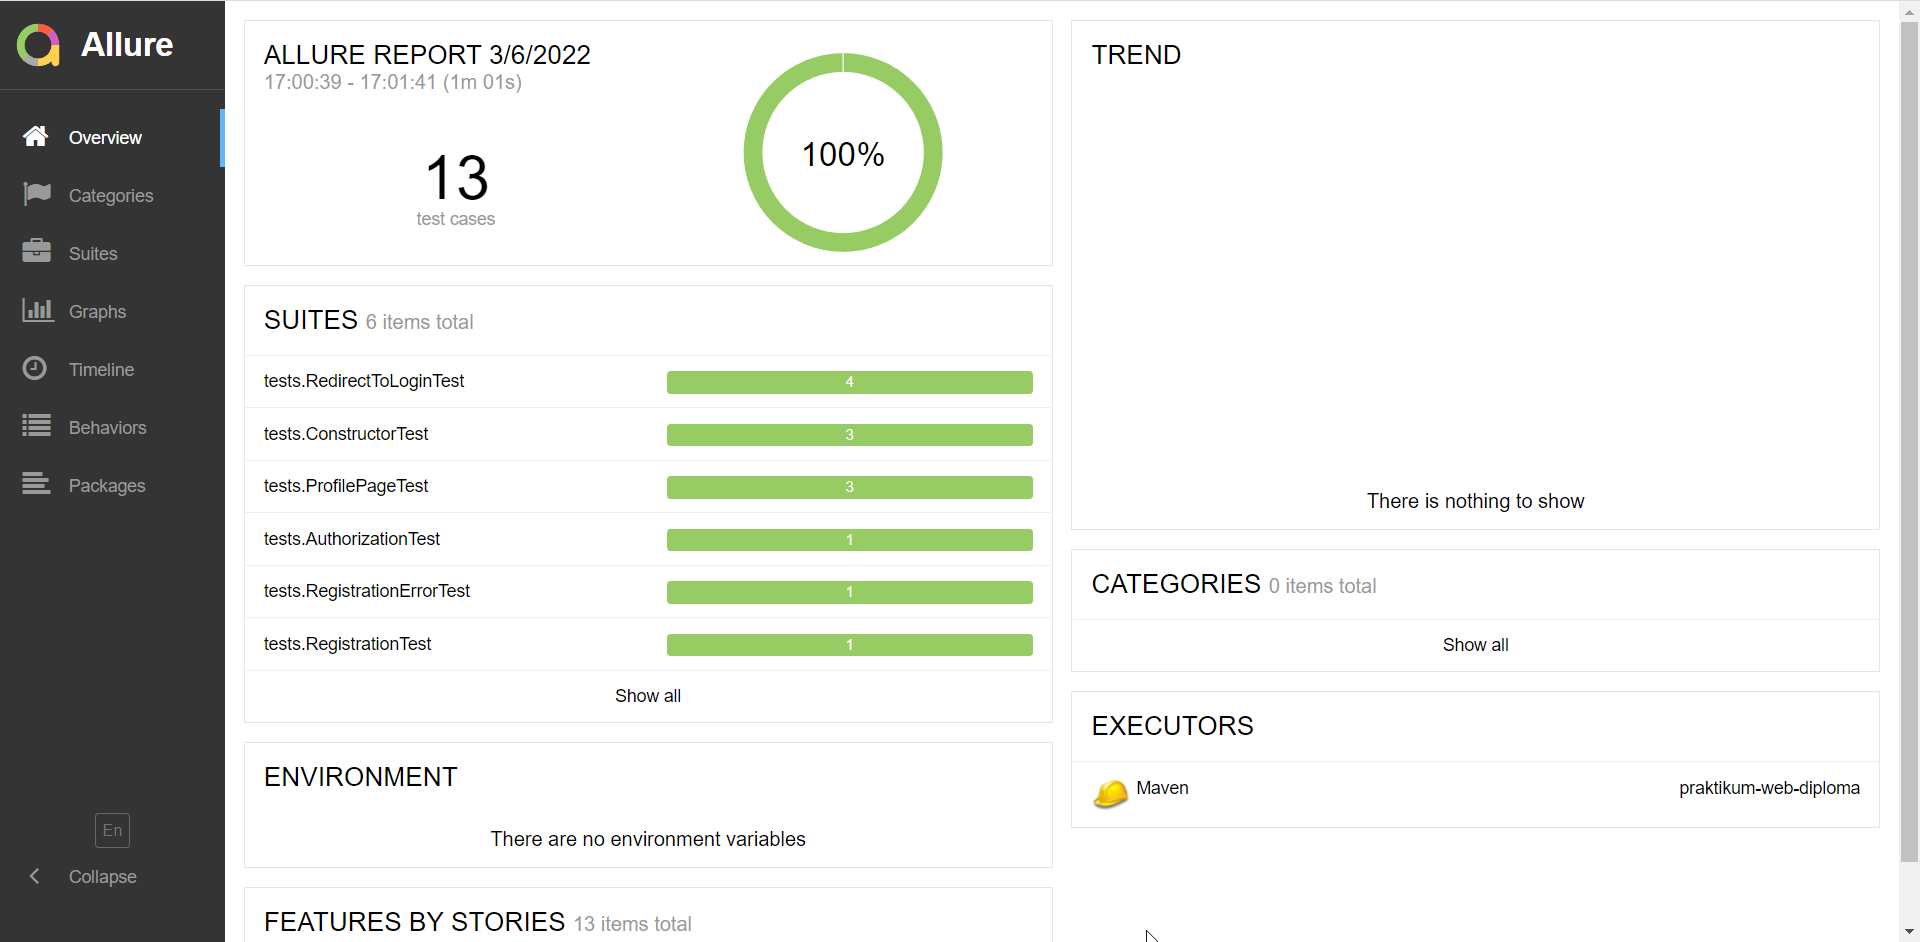 Allure
Overview
Categories
Suites
Graphs
Timeline
Behaviors
Packages
En
Collapse
ALLURE REPORT 3/6/2022
17:00:39 - 17:01:41 (1m 01s)
13
test cases
100%
SUITES 6 items total
tests.RedirectToLoginTest 4
tests.ConstructorTest 3
tests.ProfilePageTest 3
tests.AuthorizationTest 1
tests.RegistrationErrorTest 1
tests.RegistrationTest 1
Show all
ENVIRONMENT
There are no environment variables
FEATURES BY STORIES 13 items total
TREND
There is nothing to show
CATEGORIES 0 items total
Show all
EXECUTORS
Maven praktikum-web-diploma